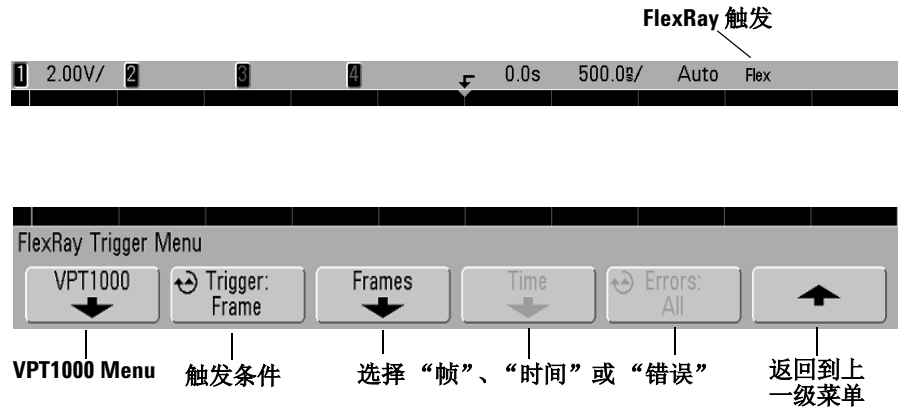 FlexRay 触发
1 2.00V/ 2 3 4 0.0s 500.0ns/ Auto Flex
FlexRay Trigger Menu
VPT1000 Trigger: Frames Time Errors:
Frame All
VPT1000 Menu 触发条件 选择“帧”、“时间”或“错误” 返回到上
一级菜单